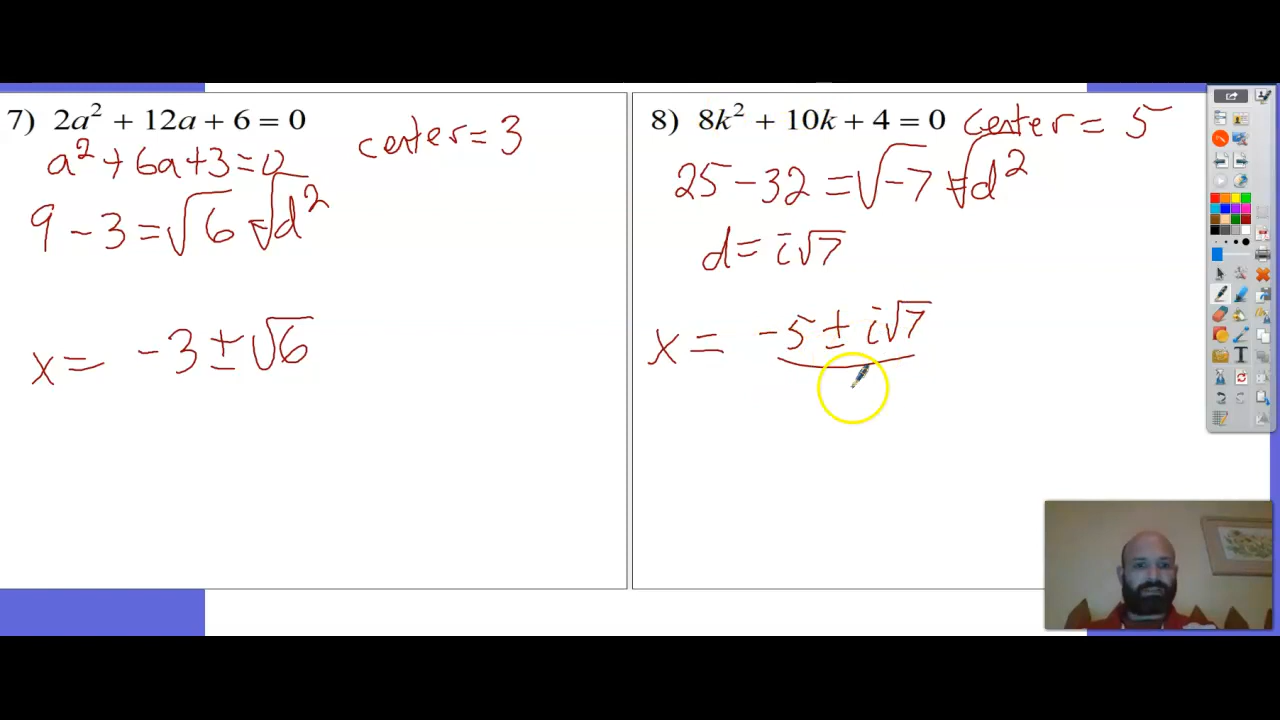 7) 2a² + 12a + 6 = 0
center = 3
a² + 6a + 3 = 0
9 - 3 = √6 = √d²
x = -3 ± √6
8) 8k² + 10k + 4 = 0
center = 5
25 - 32 = √-7 = √d²
d = i√7
x = -5 ± i√7